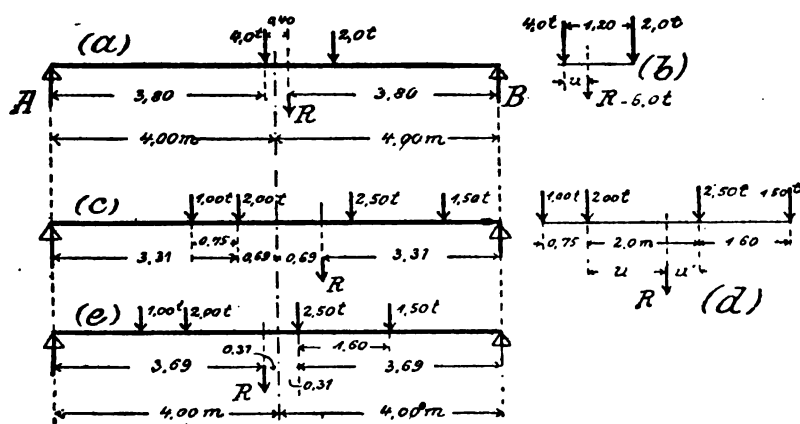 (a) 4,0t 0,40 2,0t
A 3,80 R 3,80 B
4,00m 4,00m
4,0t 1,20 2,0t
u R = 6,0t (b)
(c) 1,00t 2,00t 2,50t 1,50t
0,75 0,69 0,69
3,31 3,31
R
1,00t 2,00t 2,50t 1,50t
0,75 2,0m 1,60
u u'
R (d)
(e) 1,00t 2,00t 2,50t 1,50t
0,31 1,60
3,69 3,69
R 0,31
4,00m 4,00m